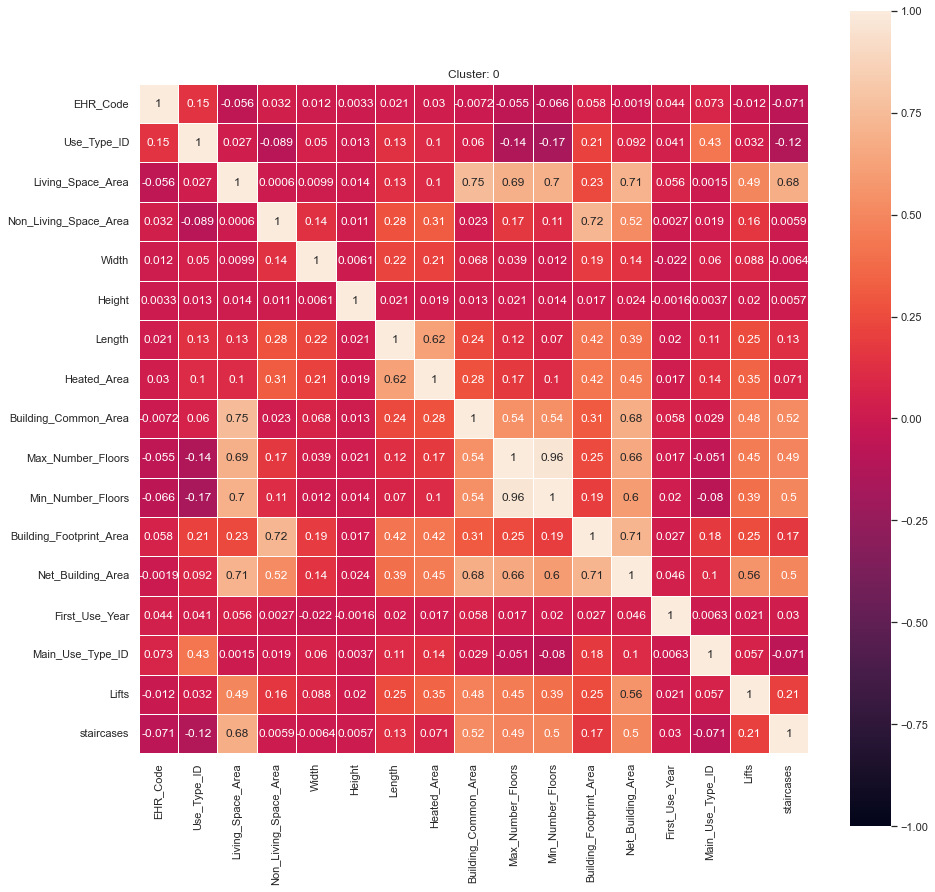 Cluster: 0
EHR_Code 1 0.15 -0.056 0.032 0.012 0.0033 0.021 0.03 -0.0072 -0.055 -0.066 0.058 -0.0019 0.044 0.073 -0.012 -0.071
Use_Type_ID 0.15 1 0.027 -0.089 0.05 0.013 0.13 0.1 0.06 -0.14 -0.17 0.21 0.092 0.041 0.43 0.032 -0.12
Living_Space_Area -0.056 0.027 1 0.0006 0.0099 0.014 0.13 0.1 0.75 0.69 0.7 0.23 0.71 0.056 0.0015 0.49 0.68
Non_Living_Space_Area 0.032 -0.089 0.0006 1 0.14 0.011 0.28 0.31 0.023 0.17 0.11 0.72 0.52 0.0027 0.019 0.16 0.0059
Width 0.012 0.05 0.0099 0.14 1 0.0061 0.22 0.21 0.068 0.039 0.012 0.19 0.14 -0.022 0.06 0.088 -0.0064
Height 0.0033 0.013 0.014 0.011 0.0061 1 0.021 0.019 0.013 0.021 0.014 0.017 0.024 -0.0016 0.0037 0.02 0.0057
Length 0.021 0.13 0.13 0.28 0.22 0.021 1 0.62 0.24 0.12 0.07 0.42 0.39 0.02 0.11 0.25 0.13
Heated_Area 0.03 0.1 0.1 0.31 0.21 0.019 0.62 1 0.28 0.17 0.1 0.42 0.45 0.017 0.14 0.35 0.071
Building_Common_Area -0.0072 0.06 0.75 0.023 0.068 0.013 0.24 0.28 1 0.54 0.54 0.31 0.68 0.058 0.029 0.48 0.52
Max_Number_Floors -0.055 -0.14 0.69 0.17 0.039 0.021 0.12 0.17 0.54 1 0.96 0.25 0.66 0.017 -0.051 0.45 0.49
Min_Number_Floors -0.066 -0.17 0.7 0.11 0.012 0.014 0.07 0.1 0.54 0.96 1 0.19 0.6 0.02 -0.08 0.39 0.5
Building_Footprint_Area 0.058 0.21 0.23 0.72 0.19 0.017 0.42 0.42 0.31 0.25 0.19 1 0.71 0.027 0.18 0.25 0.17
Net_Building_Area -0.0019 0.092 0.71 0.52 0.14 0.024 0.39 0.45 0.68 0.66 0.6 0.71 1 0.046 0.1 0.56 0.5
First_Use_Year 0.044 0.041 0.056 0.0027 -0.022 -0.0016 0.02 0.017 0.058 0.017 0.02 0.027 0.046 1 0.0063 0.021 0.03
Main_Use_Type_ID 0.073 0.43 0.0015 0.019 0.06 0.0037 0.11 0.14 0.029 -0.051 -0.08 0.18 0.1 0.0063 1 0.057 -0.071
Lifts -0.012 0.032 0.49 0.16 0.088 0.02 0.25 0.35 0.48 0.45 0.39 0.25 0.56 0.021 0.057 1 0.21
staircases -0.071 -0.12 0.68 0.0059 -0.0064 0.0057 0.13 0.071 0.52 0.49 0.5 0.17 0.5 0.03 -0.071 0.21 1
EHR_Code
Use_Type_ID
Living_Space_Area
Non_Living_Space_Area
Width
Height
Length
Heated_Area
Building_Common_Area
Max_Number_Floors
Min_Number_Floors
Building_Footprint_Area
Net_Building_Area
First_Use_Year
Main_Use_Type_ID
Lifts
staircases
1.00
0.75
0.50
0.25
0.00
−0.25
−0.50
−0.75
−1.00